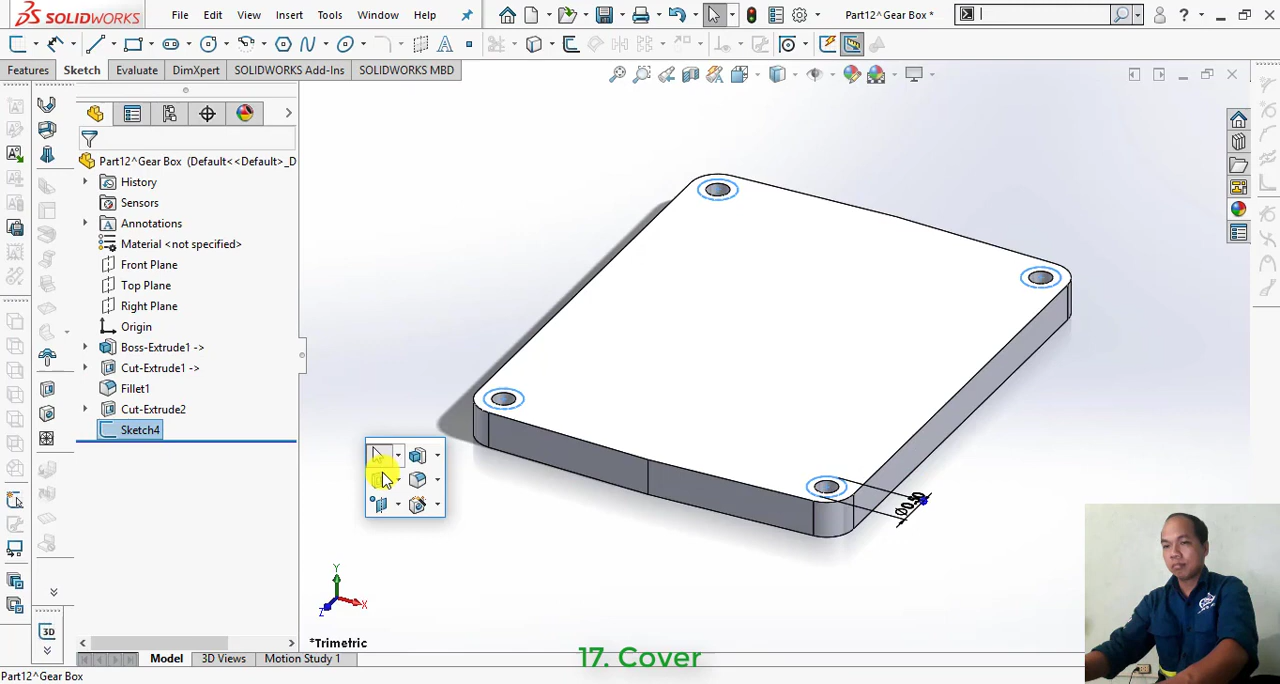 SOLIDWORKS
File
Edit
View
Insert
Tools
Window
Help
Part12^Gear Box *
Features
Sketch
Evaluate
DimXpert
SOLIDWORKS Add-Ins
SOLIDWORKS MBD
Part12^Gear Box (Default<<Default>_D
History
Sensors
Annotations
Material <not specified>
Front Plane
Top Plane
Right Plane
Origin
Boss-Extrude1 ->
Cut-Extrude1 ->
Fillet1
Cut-Extrude2
Sketch4
Ø0.50
Y
X
Z
*Trimetric
3D
Model
3D Views
Motion Study 1
17. Cover
Part12^Gear Box